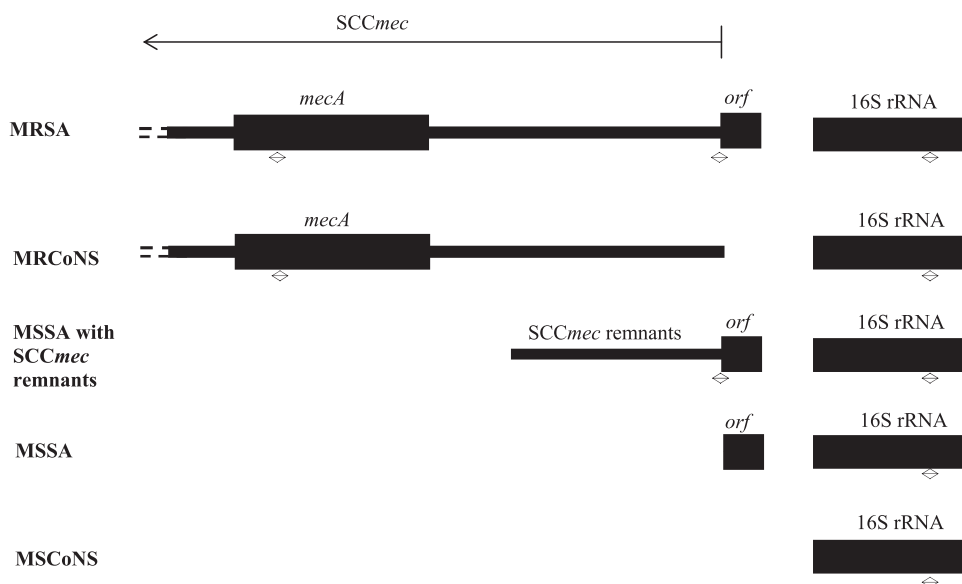 SCCmec
mecA
orf
16S rRNA
MRSA
mecA
16S rRNA
MRCoNS
MSSA with
SCCmec
remnants
SCCmec remnants
orf
16S rRNA
orf
16S rRNA
MSSA
16S rRNA
MSCoNS